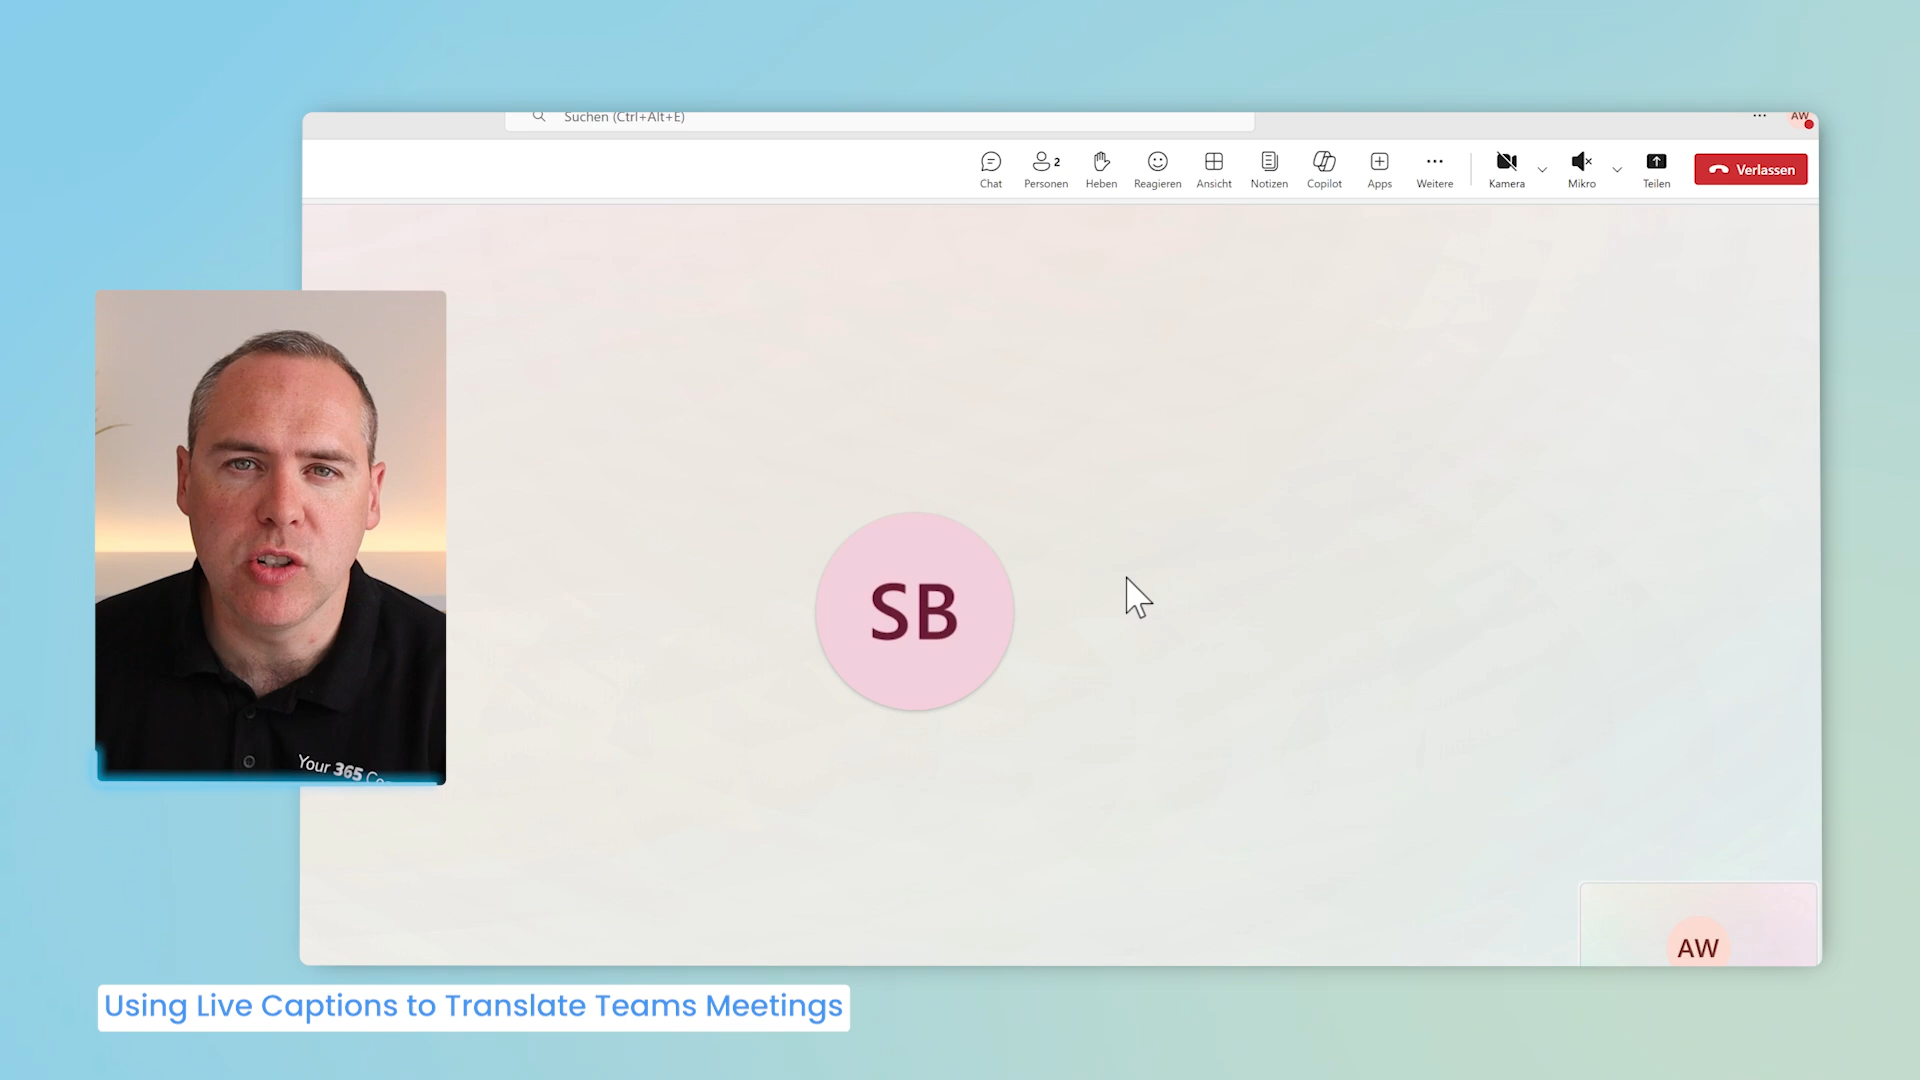 Suchen (Ctrl+Alt+E)
AW
2
Chat
Personen
Heben
Reagieren
Ansicht
Notizen
Copilot
Apps
Weitere
Kamera
Mikro
Teilen
Verlassen
SB
Your 365
AW
Using Live Captions to Translate Teams Meetings